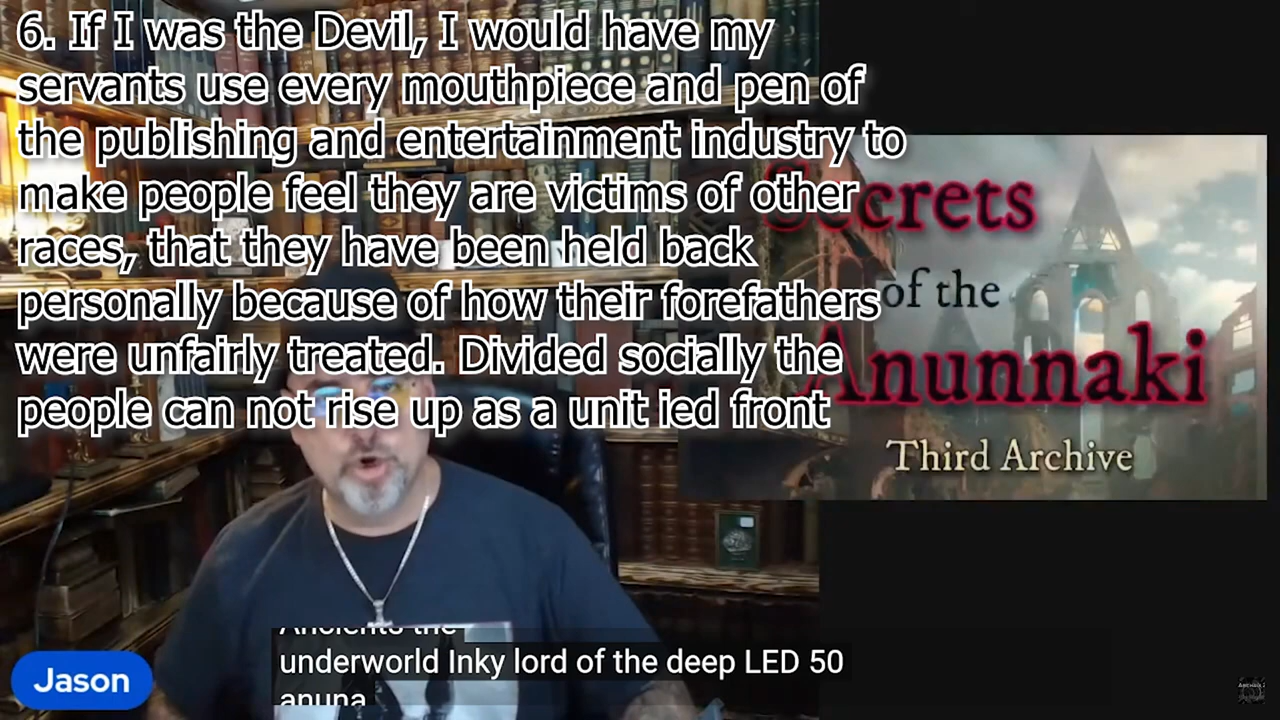 6. If I was the Devil, I would have my
servants use every mouthpiece and pen of
the publishing and entertainment industry to
make people feel they are victims of other
races, that they have been held back
personally because of how their forefathers
were unfairly treated. Divided socially the
people can not rise up as a unit ied front
Secrets
of the
Anunnaki
Third Archive
Ancients the
underworld Inky lord of the deep LED 50
anuna
Jason